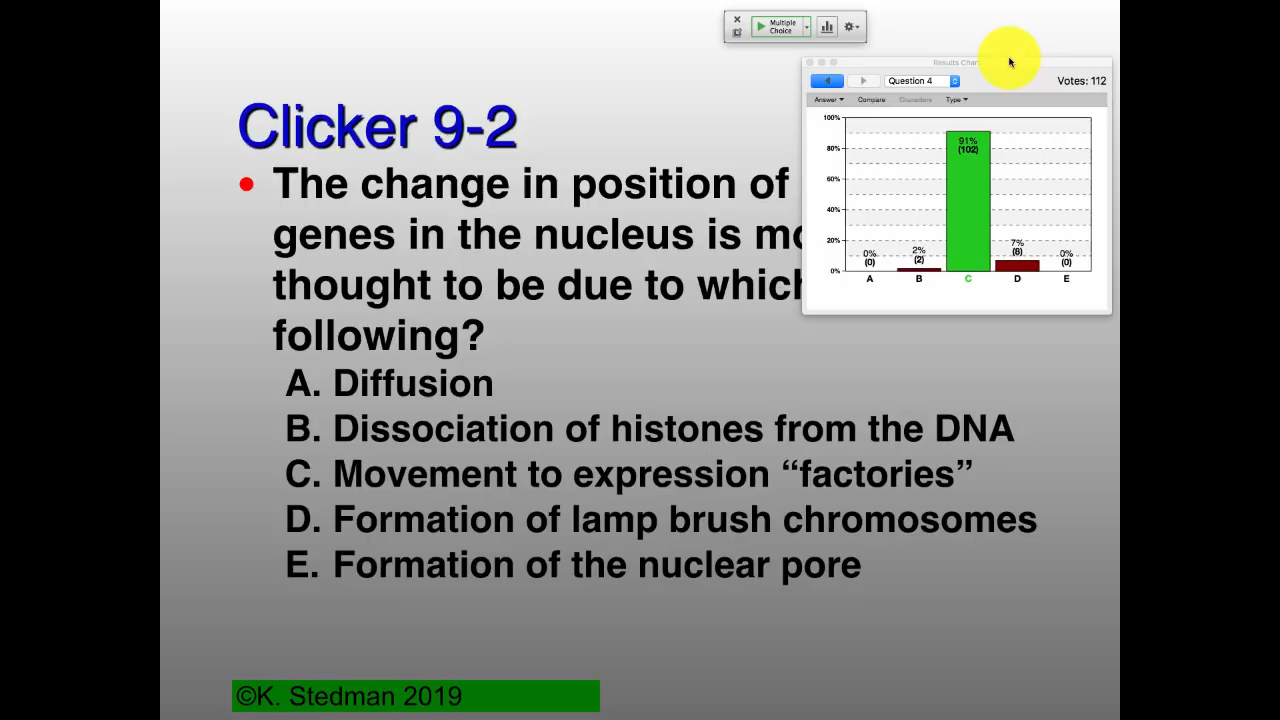 Multiple
Choice
Question 4
Votes: 112
Answer
Compare
Type
100%
80%
60%
40%
20%
0%
0%
(0)
2%
(2)
91%
(102)
7%
(8)
0%
(0)
A B C D E
Clicker 9-2
• The change in position of
genes in the nucleus is
thought to be due to
following?
A. Diffusion
B. Dissociation of histones from the DNA
C. Movement to expression “factories”
D. Formation of lamp brush chromosomes
E. Formation of the nuclear pore
©K. Stedman 2019